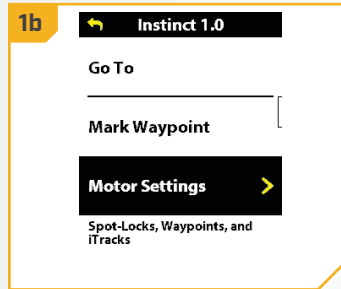 1b
Instinct 1.0
Go To
Mark Waypoint
Motor Settings
Spot-Locks, Waypoints, and
iTracks